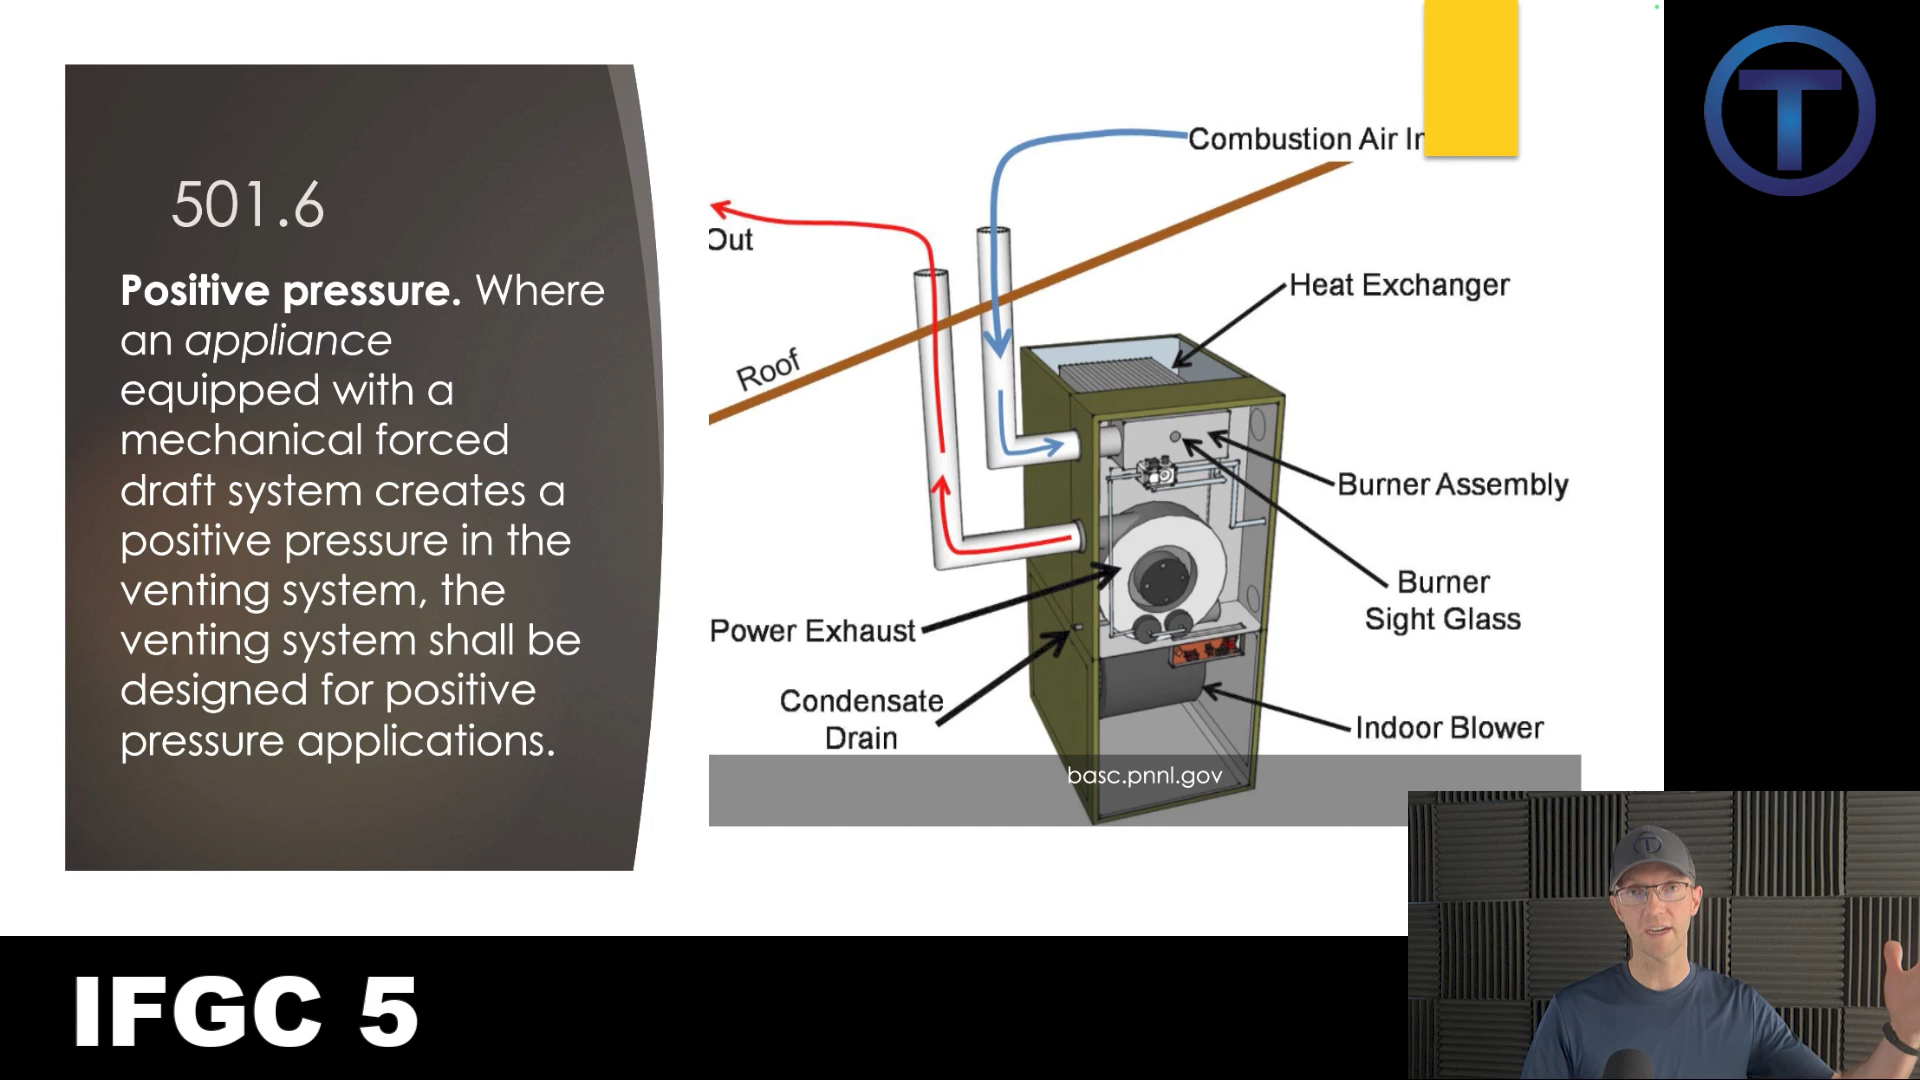 501.6
Positive pressure. Where
an appliance
equipped with a
mechanical forced
draft system creates a
positive pressure in the
venting system, the
venting system shall be
designed for positive
pressure applications.
Combustion Air In
Out
Roof
Heat Exchanger
Burner Assembly
Burner
Sight Glass
Power Exhaust
Condensate
Drain
Indoor Blower
basc.pnnl.gov
T
IFGC 5